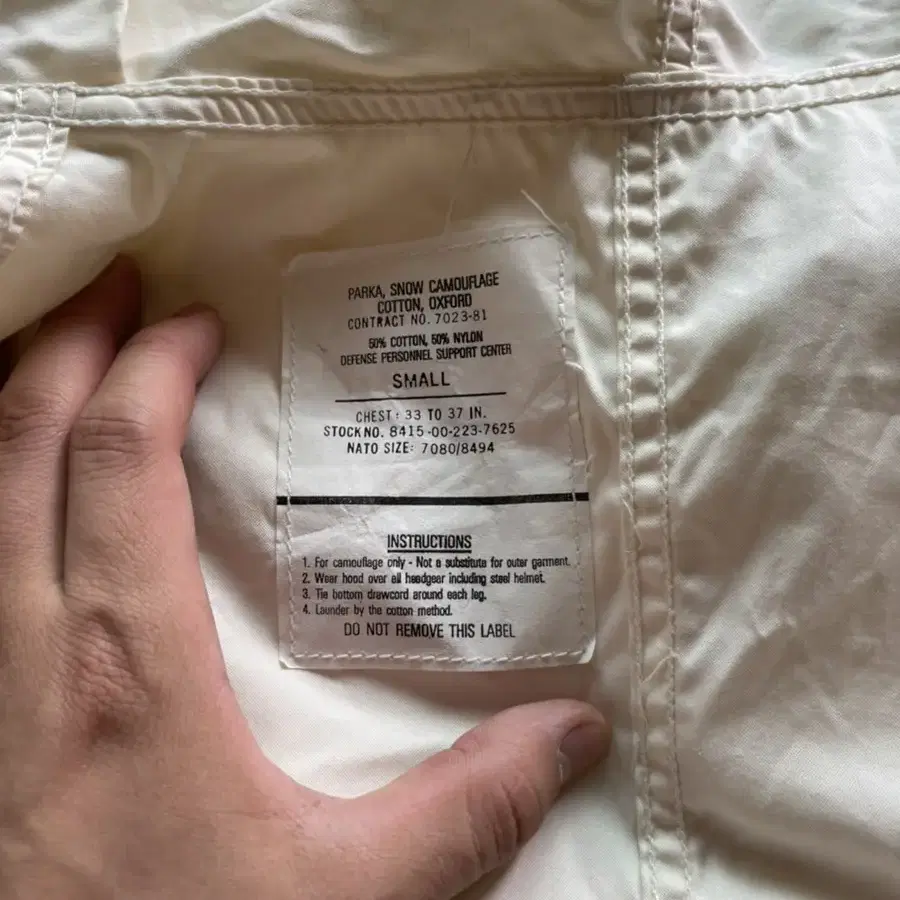 PARKA, SNOW CAMOUFLAGE
COTTON, OXFORD
CONTRACT NO. 7023-81
50% COTTON, 50% NYLON
DEFENSE PERSONNEL SUPPORT CENTER
SMALL
CHEST: 33 TO 37 IN.
STOCK NO. 8415-00-223-7625
NATO SIZE: 7080/8494
INSTRUCTIONS
1. For camouflage only - Not a substitute for outer garment.
2. Wear hood over all headgear including steel helmet.
3. Tie bottom drawcord around each leg.
4. Launder by the cotton method.
DO NOT REMOVE THIS LABEL